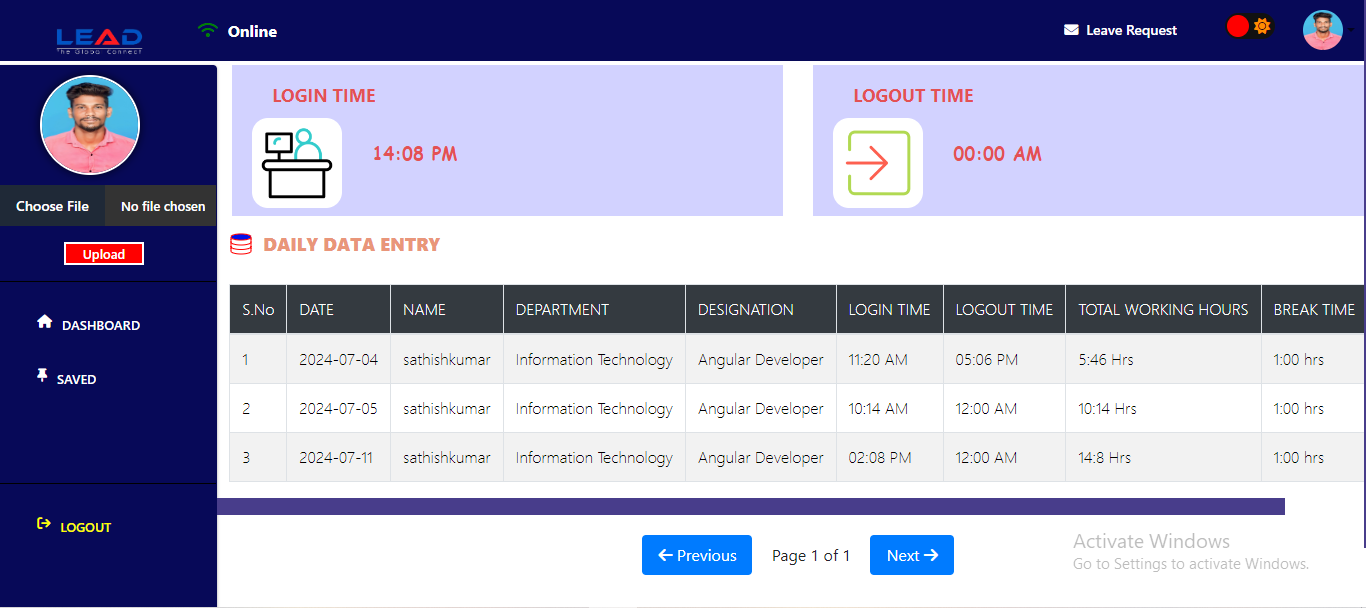 LEAD
The Global Connect
Online
Leave Request
LOGIN TIME
14:08 PM
LOGOUT TIME
00:00 AM
Choose File No file chosen
Upload
DASHBOARD
SAVED
LOGOUT
DAILY DATA ENTRY
S.No DATE NAME DEPARTMENT DESIGNATION LOGIN TIME LOGOUT TIME TOTAL WORKING HOURS BREAK TIME
1 2024-07-04 sathishkumar Information Technology Angular Developer 11:20 AM 05:06 PM 5:46 Hrs 1:00 hrs
2 2024-07-05 sathishkumar Information Technology Angular Developer 10:14 AM 12:00 AM 10:14 Hrs 1:00 hrs
3 2024-07-11 sathishkumar Information Technology Angular Developer 02:08 PM 12:00 AM 14:8 Hrs 1:00 hrs
Previous Page 1 of 1 Next
Activate Windows
Go to Settings to activate Windows.